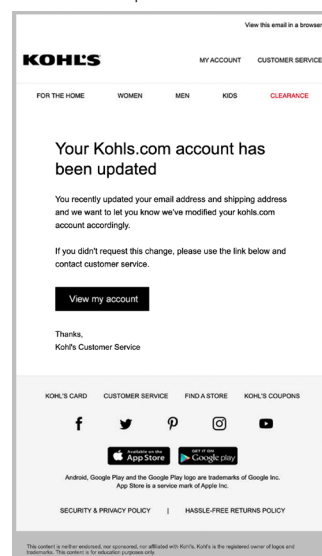 View this email in a browser
KOHL'S
MY ACCOUNT CUSTOMER SERVICE
FOR THE HOME WOMEN MEN KIDS CLEARANCE
Your Kohls.com account has
been updated
You recently updated your email address and shipping address
and we want to let you know we've modified your kohls.com
account accordingly.
If you didn't request this change, please use the link below and
contact customer service.
View my account
Thanks,
Kohl's Customer Service
KOHL'S CARD CUSTOMER SERVICE FIND A STORE KOHL'S COUPONS
Available on the
App Store
GET IT ON
Google play
Android, Google Play and the Google Play logo are trademarks of Google Inc.
App Store is a service mark of Apple Inc.
SECURITY & PRIVACY POLICY | HASSLE-FREE RETURNS POLICY
This content is neither endorsed, nor sponsored, nor affiliated with Kohl's. Kohl's is the registered owner of logos and
trademarks. This content is for education purposes only.